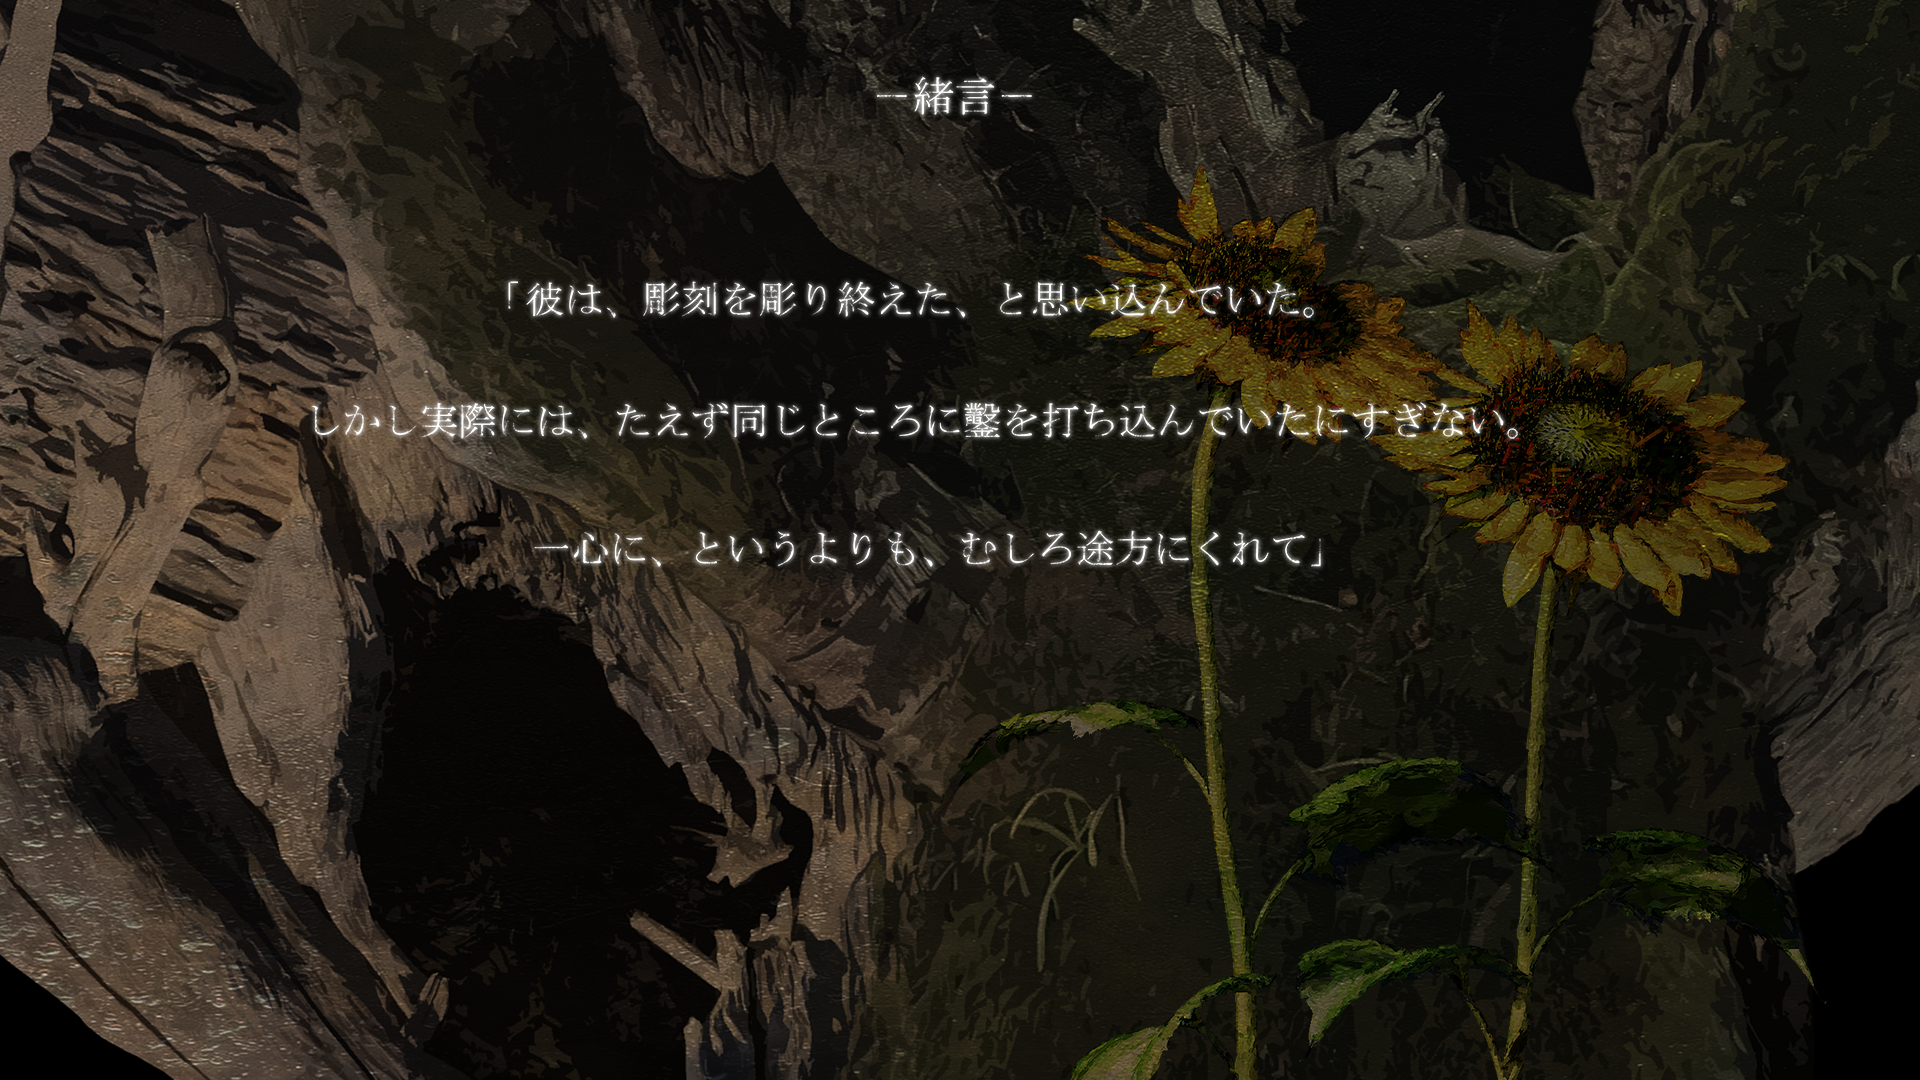 ―緒言―
「彼は、彫刻を彫り終えた、と思い込んでいた。
しかし実際には、たえず同じところに鑿を打ち込んでいたにすぎない。
一心に、というよりも、むしろ途方にくれて」